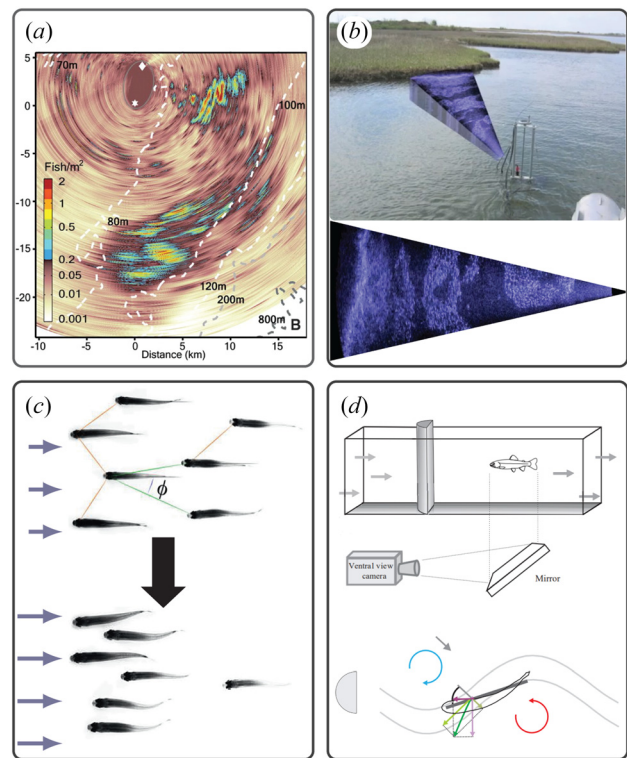 (a)
5
0
-5
-10
-15
-20
70m
100m
Fish/m²
2
1
0.5
0.2
0.05
0.01
0.001
80m
120m
200m
800m
B
-10
-5
0
5
10
15
Distance (km)
(b)
(c)
ϕ
(d)
Ventral view
camera
Mirror